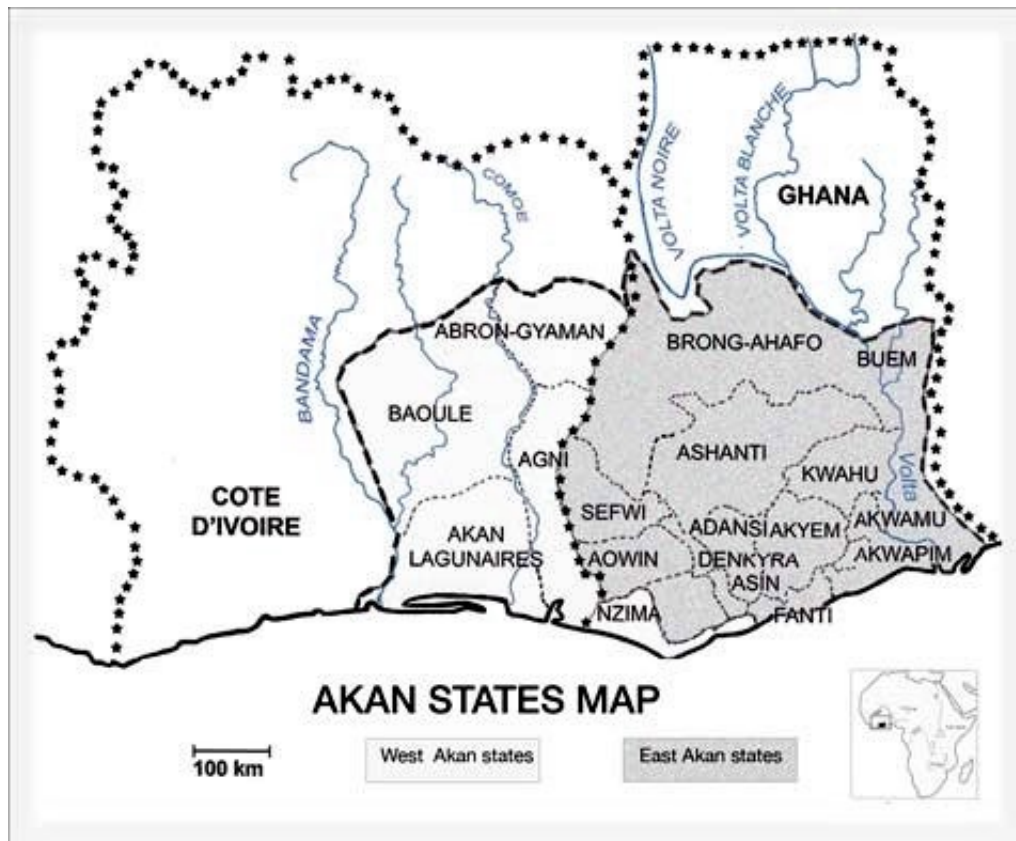 VOLTA NOIRE
VOLTA BLANCHE
COMOE
GHANA
ABRON-GYAMAN
BRONG-AHAFO
BUEM
BANDAMA
BAOULE
AGNI
ASHANTI
KWAHU
Volta
COTE
D'IVOIRE
SEFWI
AKAN
LAGUNAIRES
ADANSI
AKYEM
AKWAMU
AOWIN
DENKYRA
AKWAPIM
ASIN
NZIMA
FANTI
AKAN STATES MAP
100 km
West Akan states
East Akan states